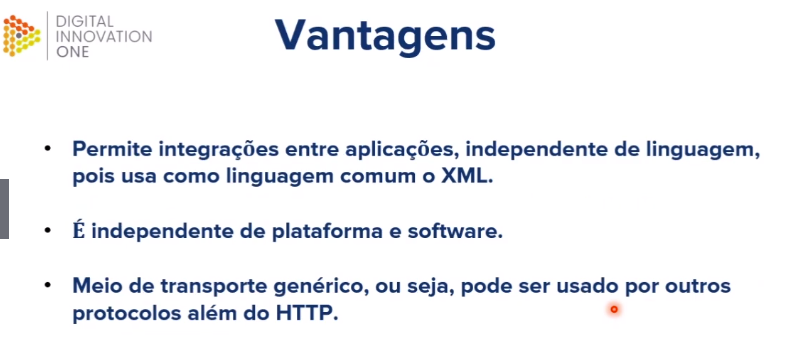 DIGITAL
INNOVATION
ONE
Vantagens
• Permite integrações entre aplicações, independente de linguagem,
pois usa como linguagem comum o XML.
• É independente de plataforma e software.
• Meio de transporte genérico, ou seja, pode ser usado por outros
protocolos além do HTTP.